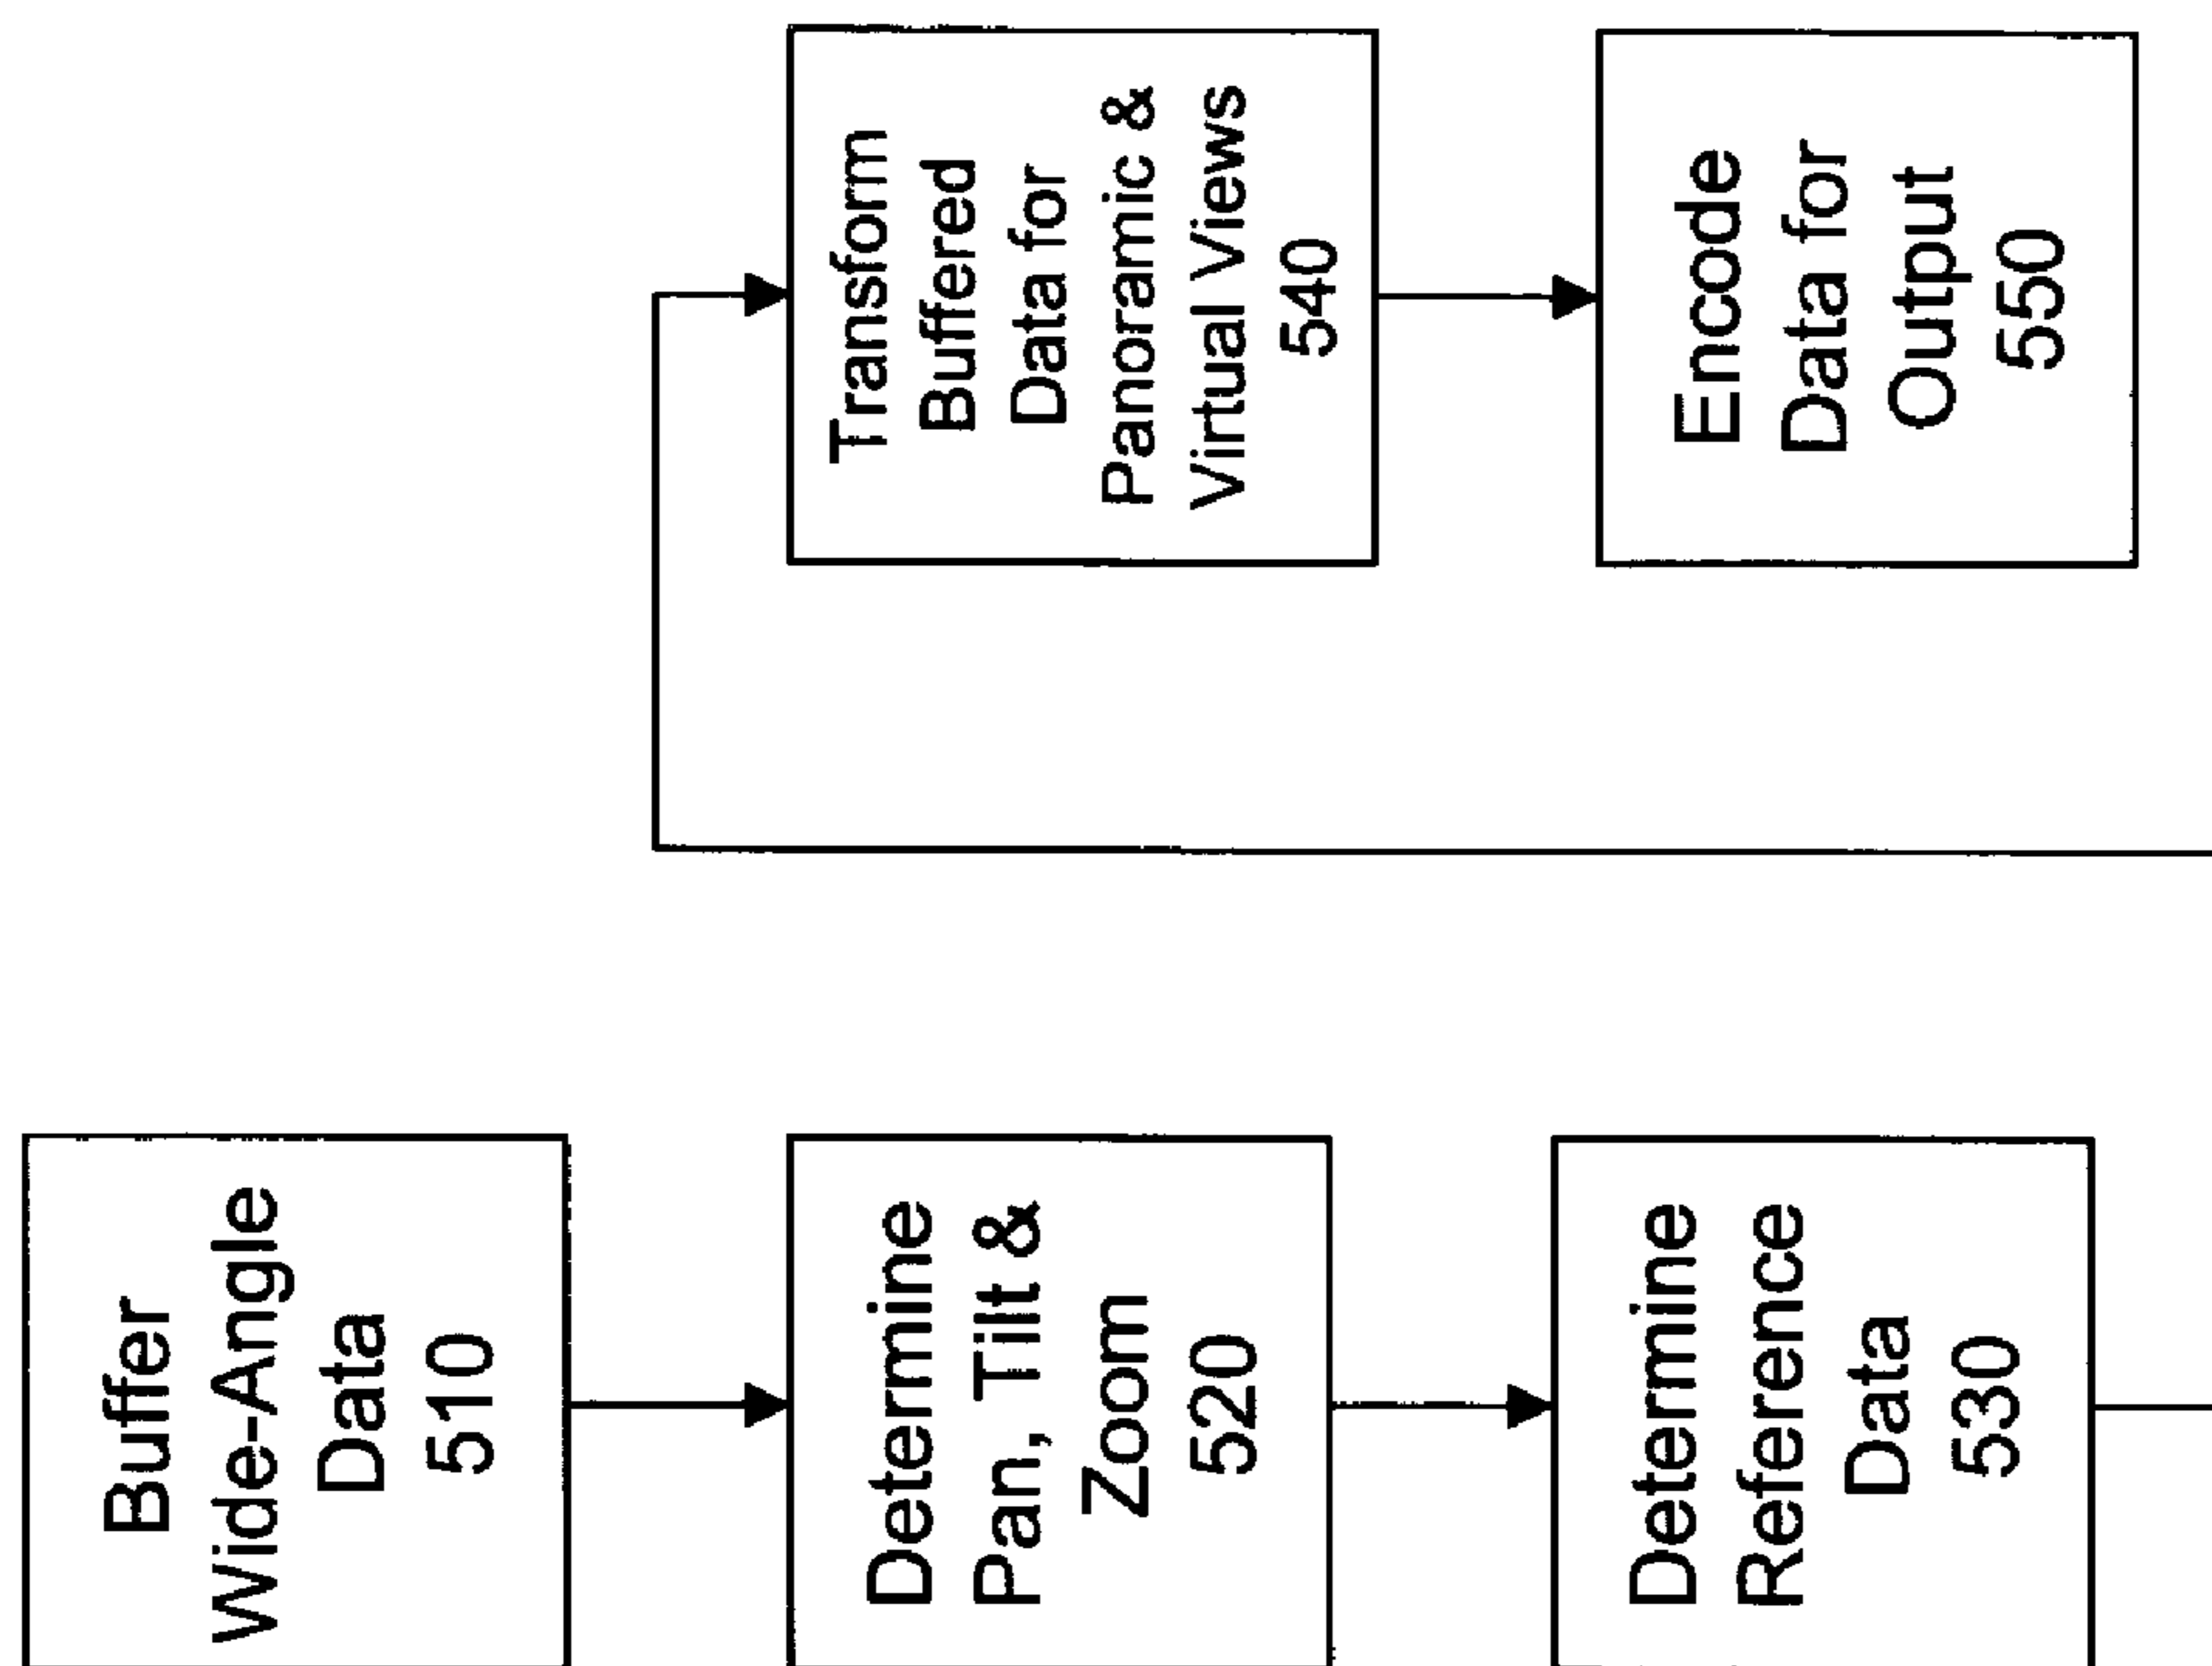 Buffer
Wide-Angle
Data
510
Determine
Pan, Tilt &
Zoom
520
Determine
Reference
Data
530
Transform
Buffered
Data for
Panoramic &
Virtual Views
540
Encode
Data for
Output
550